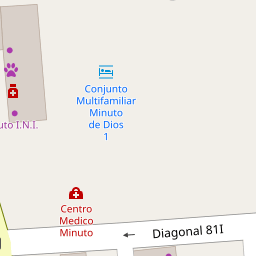 Conjunto
Multifamiliar
Minuto
de Dios
1
uto I.N.I.
Centro
Medico
Minuto
Diagonal 81I